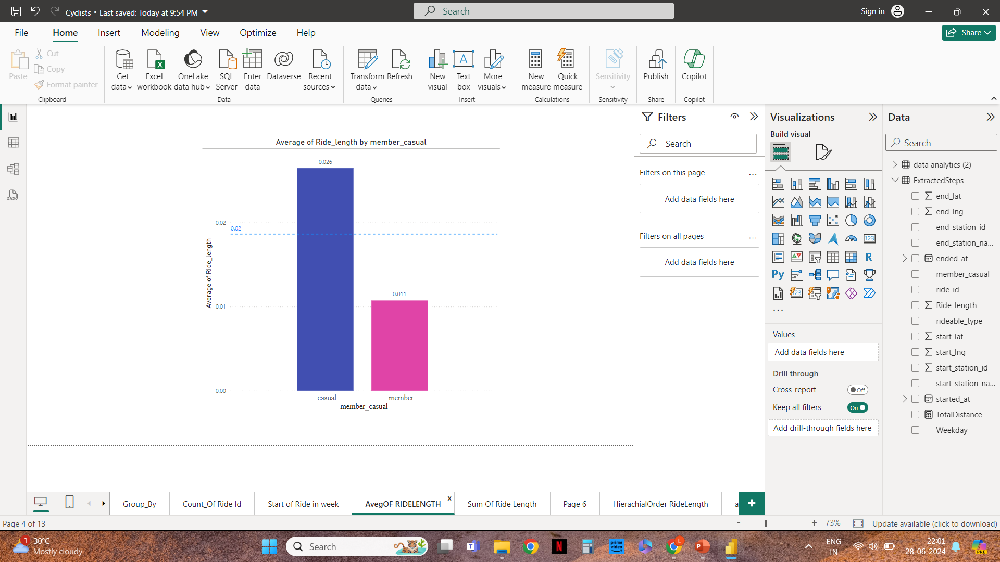 Cyclists • Last saved: Today at 9:54 PM
Search
Sign in
File
Home
Insert
Modeling
View
Optimize
Help
Share
Paste
Cut
Copy
Format painter
Clipboard
Get
data
Excel
workbook
OneLake
data hub
SQL
Server
Enter
data
Dataverse
Recent
sources
Data
Transform
data
Refresh
Queries
New
visual
Text
box
More
visuals
Insert
New
measure
Quick
measure
Calculations
Sensitivity
Sensitivity
Publish
Share
Copilot
Copilot
Average of Ride_length by member_casual
0.026
0.02
0.02
Average of Ride_length
0.011
0.01
0.00
casual
member
member_casual
Filters
Search
Filters on this page
...
Add data fields here
Filters on all pages
...
Add data fields here
Visualizations
Build visual
123
R
Py
123
...
Values
Add data fields here
Drill through
Cross-report
Off
Keep all filters
On
Add drill-through fields here
Data
Search
data analytics (2)
ExtractedSteps
end_lat
end_lng
end_station_id
end_station_na...
ended_at
member_casual
ride_id
Ride_length
rideable_type
start_lat
start_lng
start_station_id
start_station_na...
started_at
TotalDistance
Weekday
DAX
Group_By
Count_Of Ride Id
Start of Ride in week
AvegOF RIDELENGTH
x
Sum Of Ride Length
Page 6
HierachialOrder RideLength
a
+
Page 4 of 13
- + 73%
Update available (click to download)
1
30°C
Mostly cloudy
Search
prime
video
L
P
ENG
IN
22:01
28-06-2024
PRE